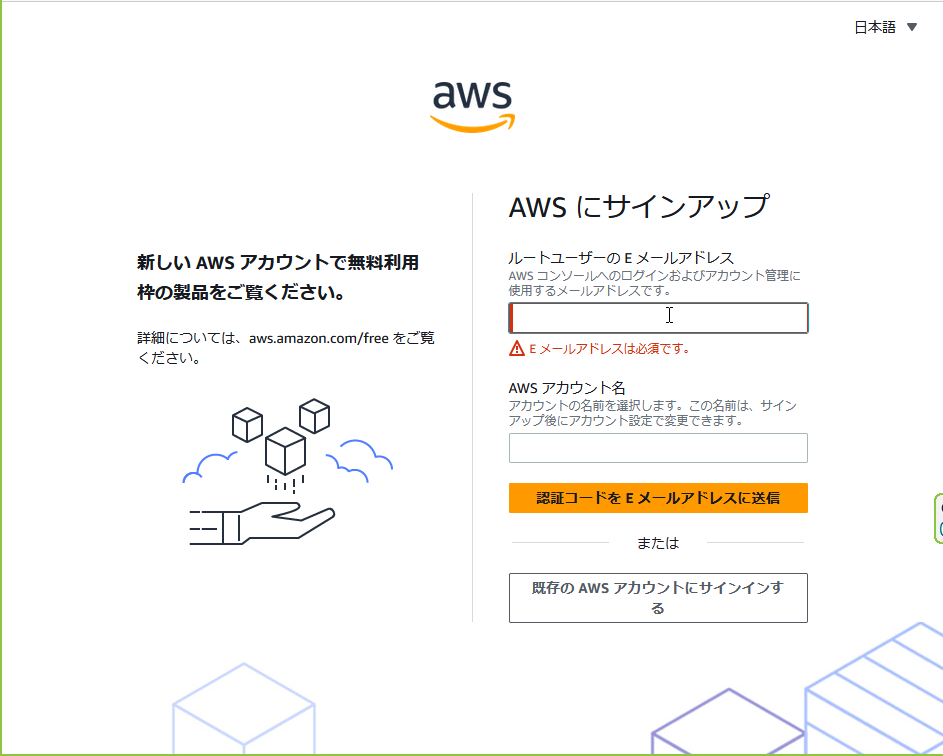 日本語 ▼
aws
AWS にサインアップ
新しい AWS アカウントで無料利用
枠の製品をご覧ください。
詳細については、aws.amazon.com/free をご覧
ください。
ルートユーザーの E メールアドレス
AWS コンソールへのログインおよびアカウント管理に
使用するメールアドレスです。
E メールアドレスは必須です。
AWS アカウント名
アカウントの名前を選択します。この名前は、サイン
アップ後にアカウント設定で変更できます。
認証コードを E メールアドレスに送信
または
既存の AWS アカウントにサインインす
る